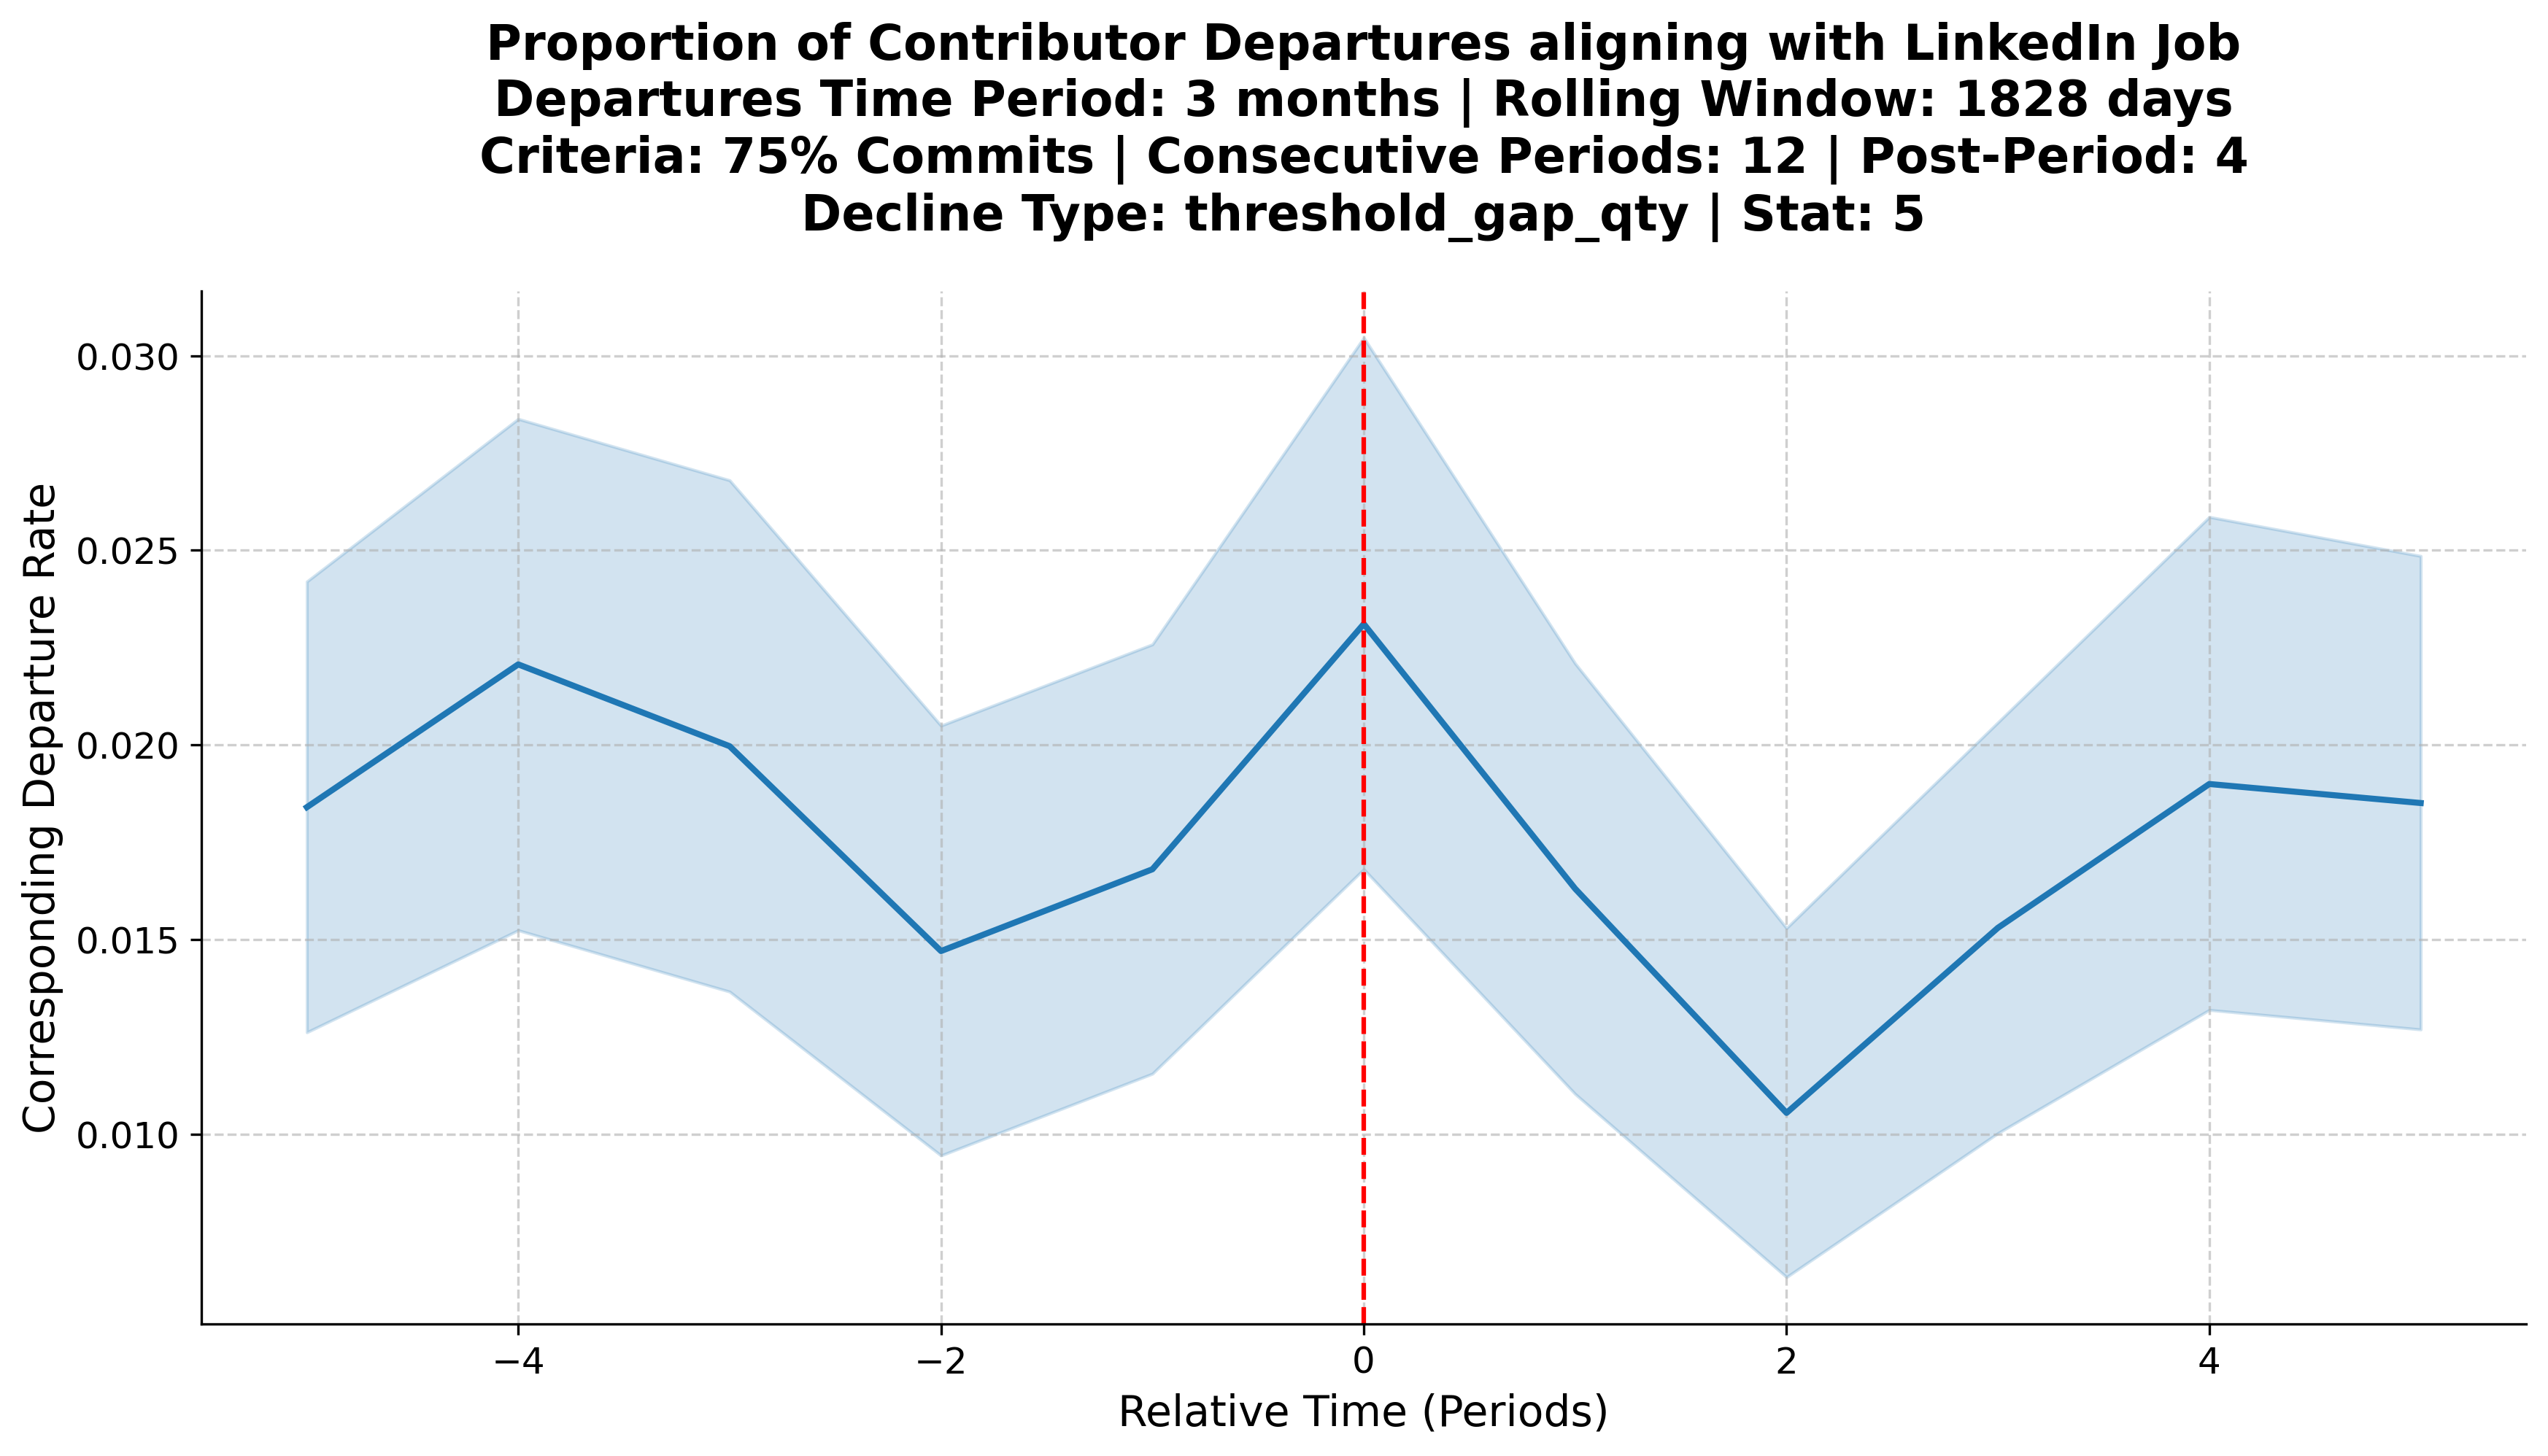 Proportion of Contributor Departures aligning with LinkedIn Job
Departures Time Period: 3 months | Rolling Window: 1828 days
Criteria: 75% Commits | Consecutive Periods: 12 | Post-Period: 4
Decline Type: threshold_gap_qty | Stat: 5
Corresponding Departure Rate
0.030
0.025
0.020
0.015
0.010
−4
−2
0
2
4
Relative Time (Periods)